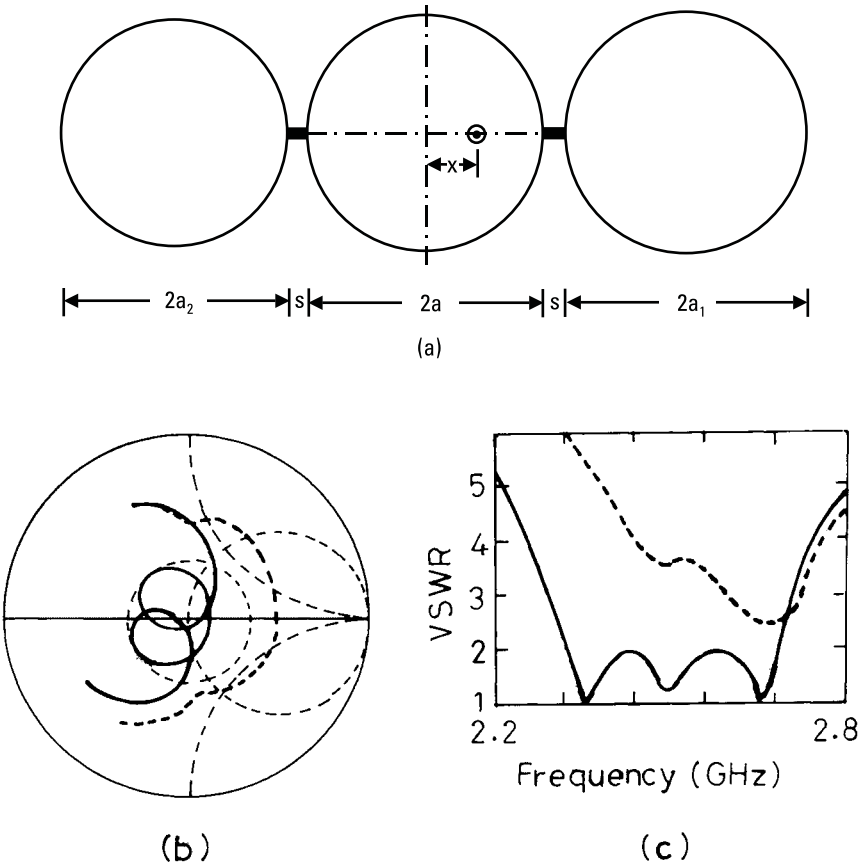 x
2a₂ s 2a s 2a₁
(a)
5
4
3
2
1
VSWR
2.2 2.8
Frequency (GHz)
(b) (c)